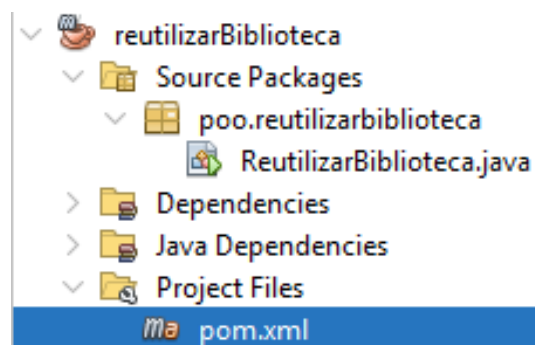 reutilizarBiblioteca
Source Packages
poo.reutilizarbiblioteca
ReutilizarBiblioteca.java
Dependencies
Java Dependencies
Project Files
pom.xml